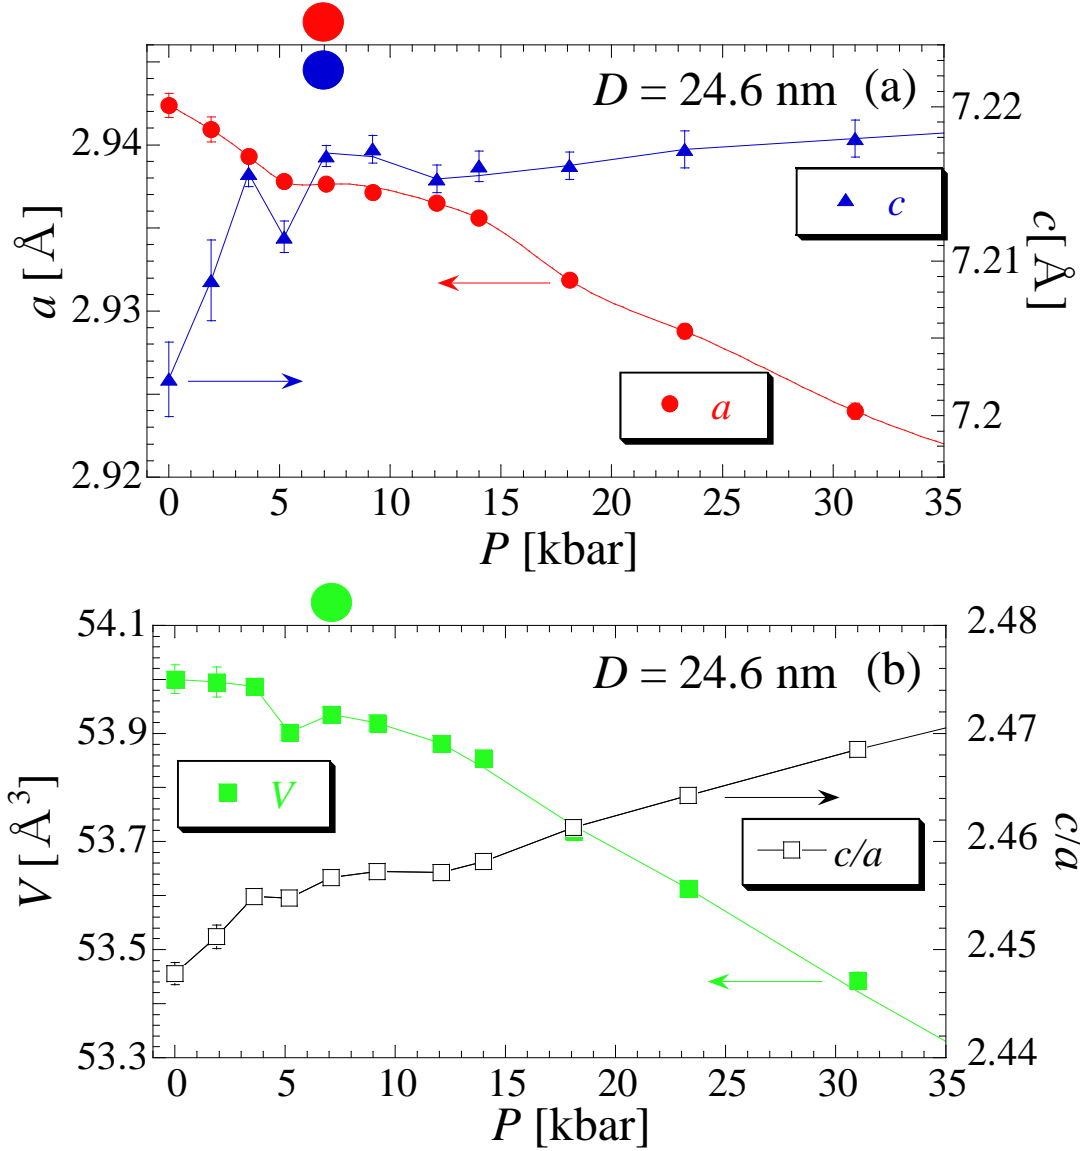 D = 24.6 nm (a)
2.94
2.93
2.92
a [Å]
7.22
7.21
7.2
c[Å]
c
a
0 5 10 15 20 25 30 35
P [kbar]
D = 24.6 nm (b)
54.1
53.9
53.7
53.5
53.3
V [Å³]
2.48
2.47
2.46
2.45
2.44
c/a
V
c/a
0 5 10 15 20 25 30 35
P [kbar]